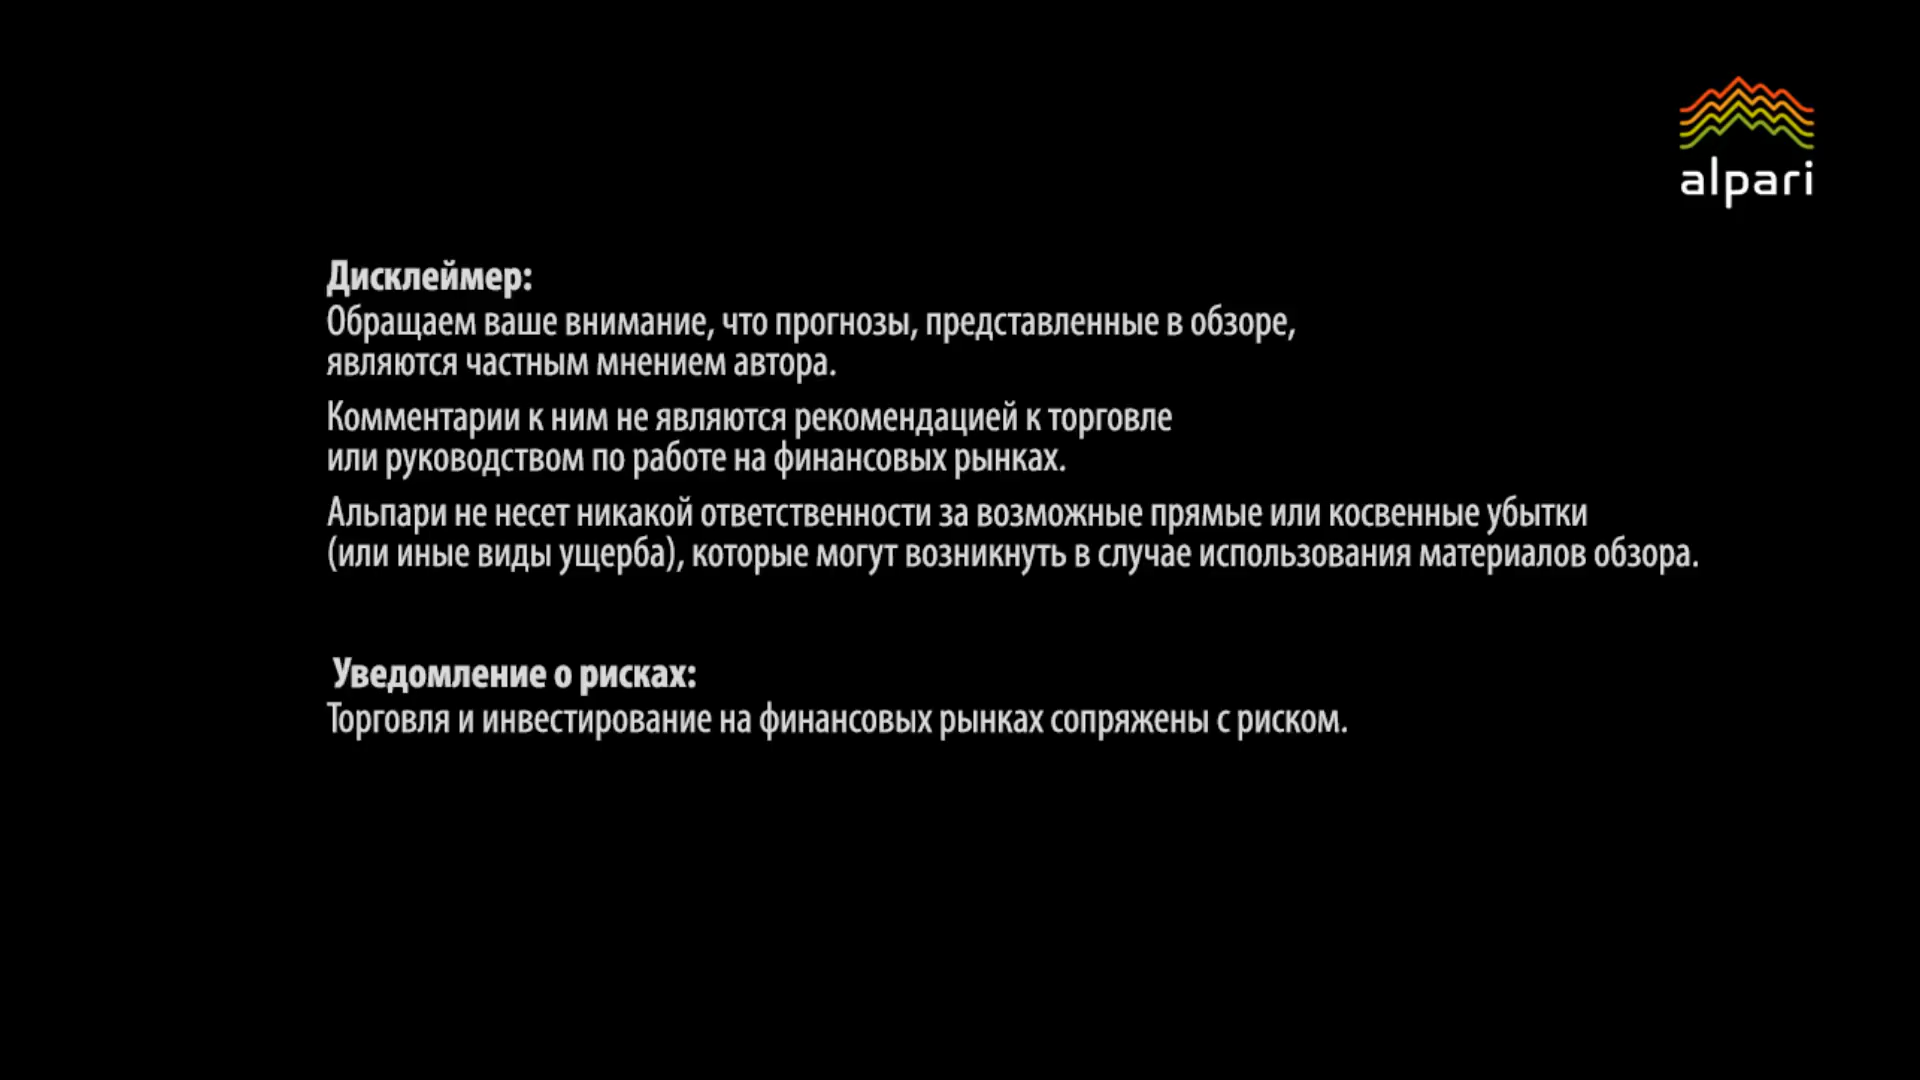 alpari
Дисклеймер:
Обращаем ваше внимание, что прогнозы, представленные в обзоре,
являются частным мнением автора.
Комментарии к ним не являются рекомендацией к торговле
или руководством по работе на финансовых рынках.
Альпари не несет никакой ответственности за возможные прямые или косвенные убытки
(или иные виды ущерба), которые могут возникнуть в случае использования материалов обзора.
Уведомление о рисках:
Торговля и инвестирование на финансовых рынках сопряжены с риском.